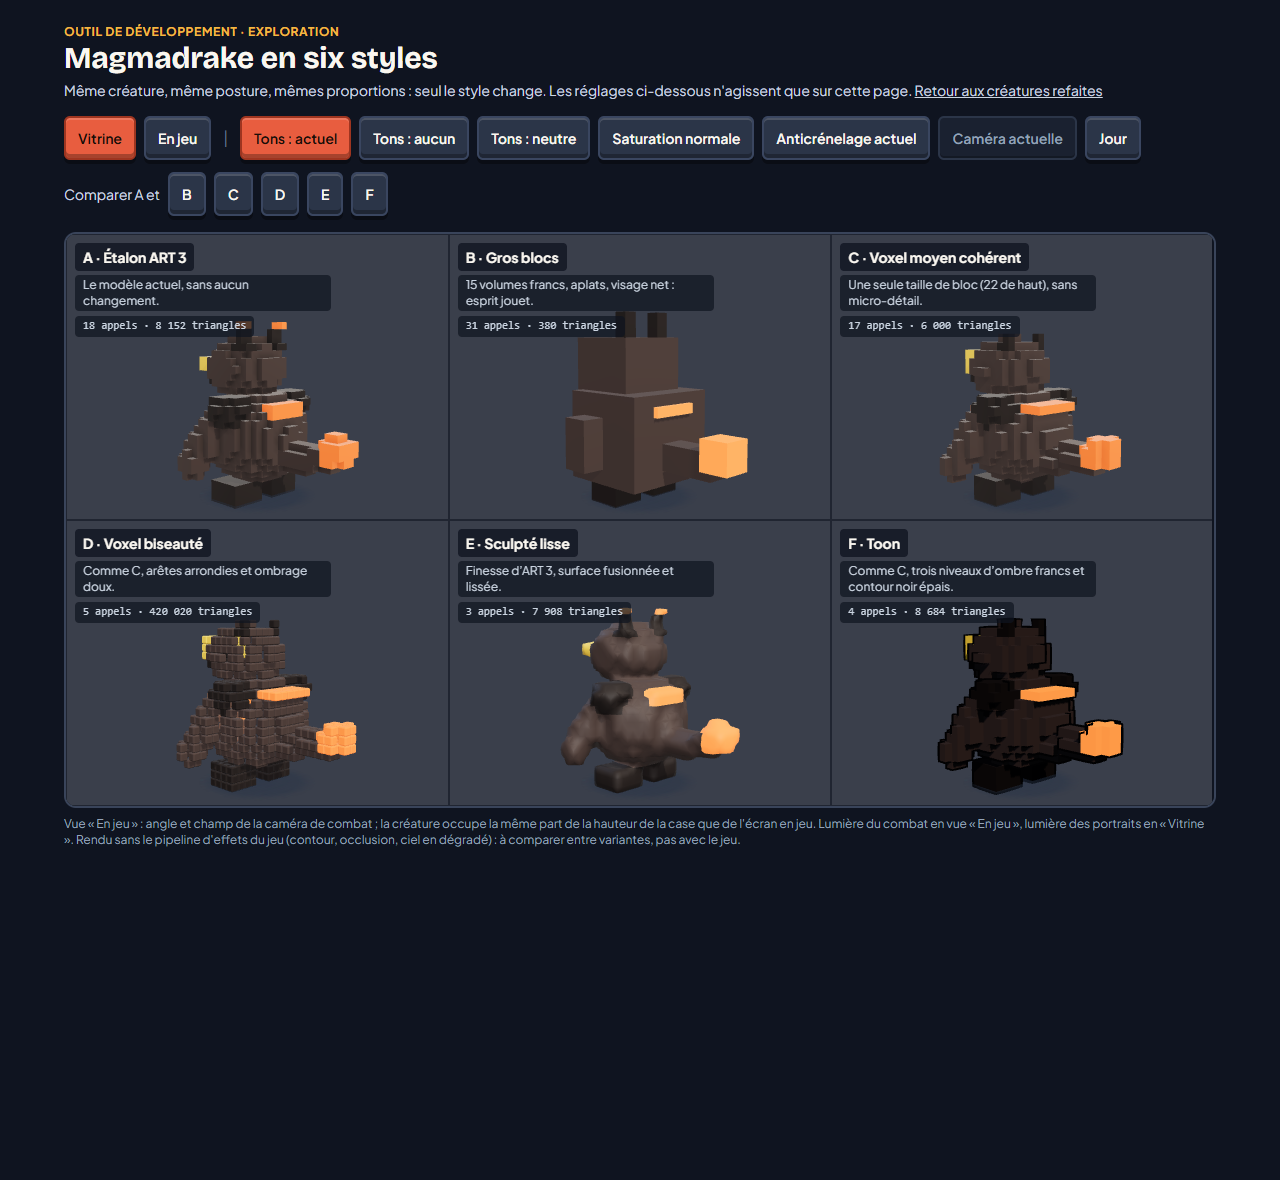 OUTIL DE DÉVELOPPEMENT · EXPLORATION
Magmadrake en six styles
Même créature, même posture, mêmes proportions : seul le style change. Les réglages ci-dessous n'agissent que sur cette page. Retour aux créatures refaites
Vitrine En jeu | Tons : actuel Tons : aucun Tons : neutre Saturation normale Anticrénelage actuel Caméra actuelle Jour
Comparer A et B C D E F
A · Étalon ART 3
Le modèle actuel, sans aucun
changement.
18 appels · 8 152 triangles
B · Gros blocs
15 volumes francs, aplats, visage net :
esprit jouet.
31 appels · 380 triangles
C · Voxel moyen cohérent
Une seule taille de bloc (22 de haut), sans
micro-détail.
17 appels · 6 000 triangles
D · Voxel biseauté
Comme C, arêtes arrondies et ombrage
doux.
5 appels · 420 020 triangles
E · Sculpté lisse
Finesse d'ART 3, surface fusionnée et
lissée.
3 appels · 7 908 triangles
F · Toon
Comme C, trois niveaux d'ombre francs et
contour noir épais.
4 appels · 8 684 triangles
Vue « En jeu » : angle et champ de la caméra de combat ; la créature occupe la même part de la hauteur de la case que de l'écran en jeu. Lumière du combat en vue « En jeu », lumière des portraits en « Vitrine
». Rendu sans le pipeline d'effets du jeu (contour, occlusion, ciel en dégradé) : à comparer entre variantes, pas avec le jeu.